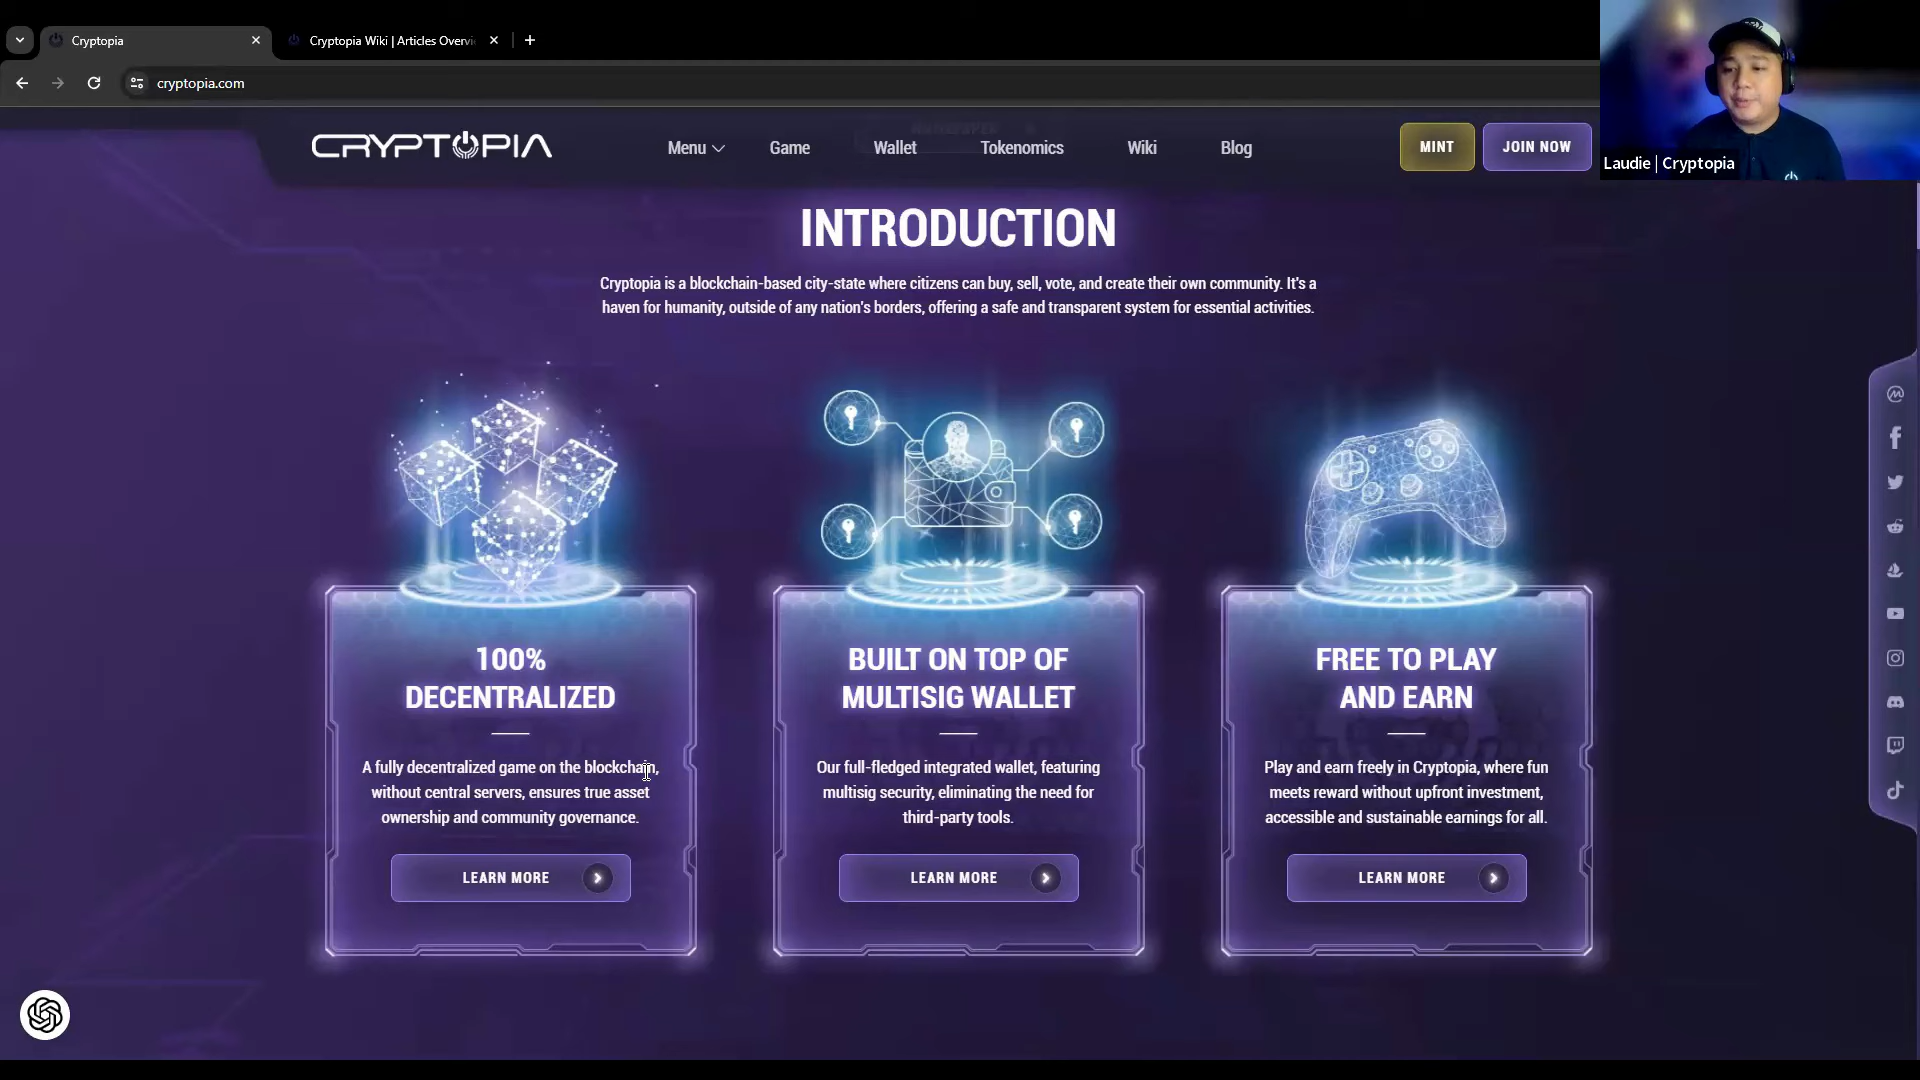 Cryptopia
Cryptopia Wiki | Articles Overvi
cryptopia.com
CRYPTOPIA
Menu
Game
Wallet
Tokenomics
Wiki
Blog
MINT
JOIN NOW
Laudie | Cryptopia
INTRODUCTION
Cryptopia is a blockchain-based city-state where citizens can buy, sell, vote, and create their own community. It's a
haven for humanity, outside of any nation's borders, offering a safe and transparent system for essential activities.
100%
DECENTRALIZED
A fully decentralized game on the blockchain,
without central servers, ensures true asset
ownership and community governance.
LEARN MORE
BUILT ON TOP OF
MULTISIG WALLET
Our full-fledged integrated wallet, featuring
multisig security, eliminating the need for
third-party tools.
LEARN MORE
FREE TO PLAY
AND EARN
Play and earn freely in Cryptopia, where fun
meets reward without upfront investment,
accessible and sustainable earnings for all.
LEARN MORE